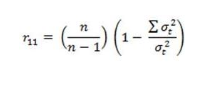 r₁₁ = (n / n − 1) (1 − Σσₜ² / σₜ²)